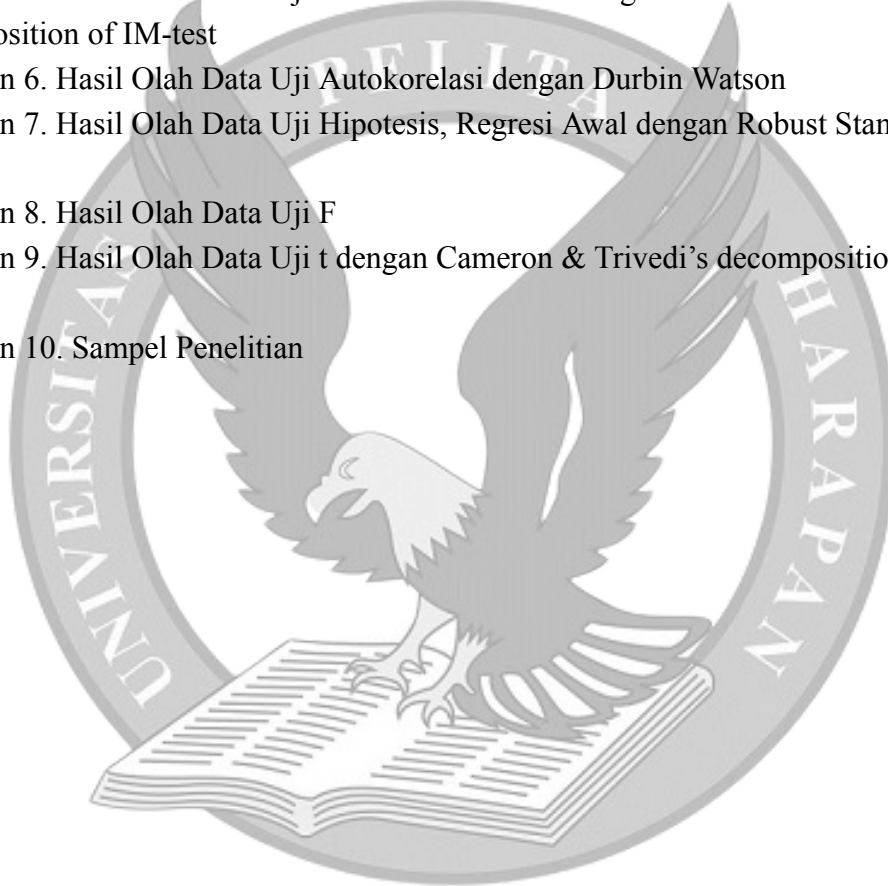 osition of IM-test
n 6. Hasil Olah Data Uji Autokorelasi dengan Durbin Watson
n 7. Hasil Olah Data Uji Hipotesis, Regresi Awal dengan Robust Stan
n 8. Hasil Olah Data Uji F
n 9. Hasil Olah Data Uji t dengan Cameron & Trivedi’s decompositio
n 10. Sampel Penelitian
UNIVERSITAS PELITA HARAPAN